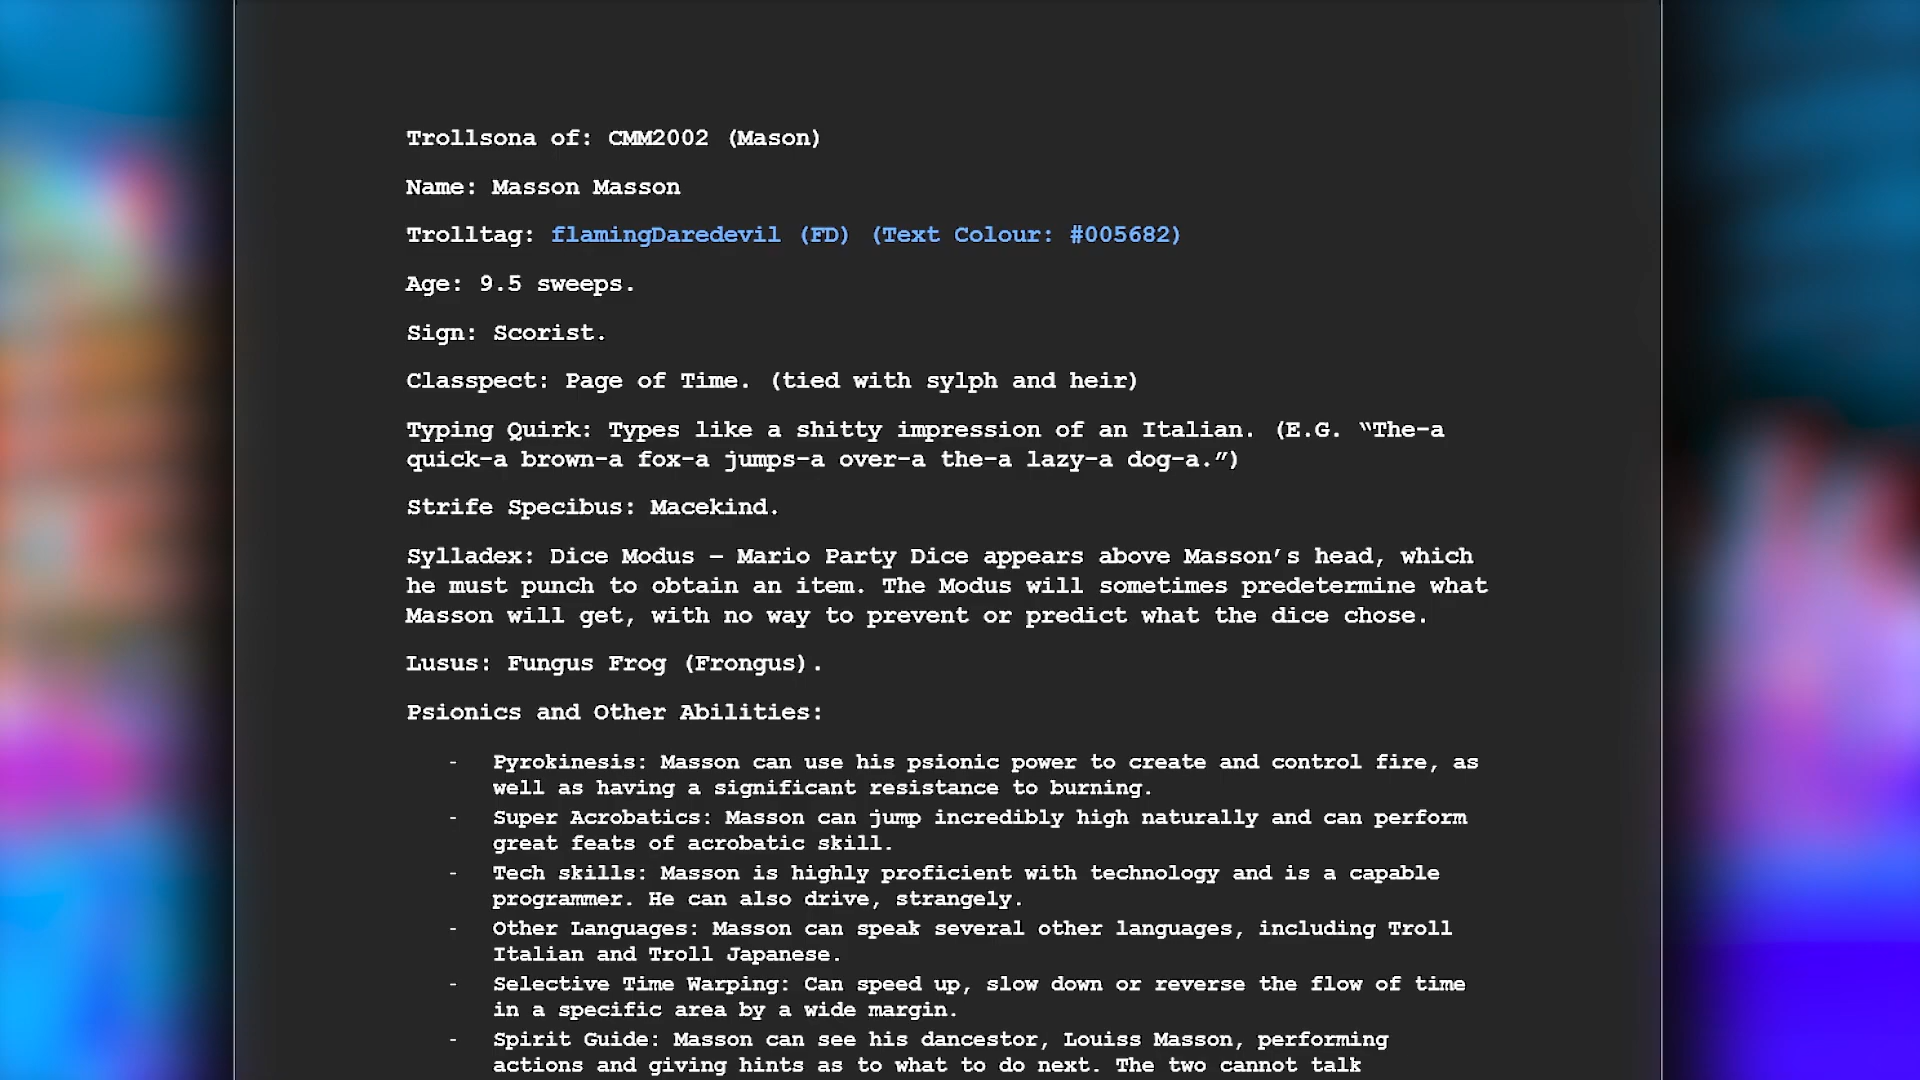 Trollsona of: CMM2002 (Mason)
Name: Masson Masson
Trolltag: flamingDaredevil (FD) (Text Colour: #005682)
Age: 9.5 sweeps.
Sign: Scorist.
Classpect: Page of Time. (tied with sylph and heir)
Typing Quirk: Types like a shitty impression of an Italian. (E.G. “The-a
quick-a brown-a fox-a jumps-a over-a the-a lazy-a dog-a.”)
Strife Specibus: Macekind.
Sylladex: Dice Modus – Mario Party Dice appears above Masson’s head, which
he must punch to obtain an item. The Modus will sometimes predetermine what
Masson will get, with no way to prevent or predict what the dice chose.
Lusus: Fungus Frog (Frongus).
Psionics and Other Abilities:
- Pyrokinesis: Masson can use his psionic power to create and control fire, as
well as having a significant resistance to burning.
- Super Acrobatics: Masson can jump incredibly high naturally and can perform
great feats of acrobatic skill.
- Tech skills: Masson is highly proficient with technology and is a capable
programmer. He can also drive, strangely.
- Other Languages: Masson can speak several other languages, including Troll
Italian and Troll Japanese.
- Selective Time Warping: Can speed up, slow down or reverse the flow of time
in a specific area by a wide margin.
- Spirit Guide: Masson can see his dancestor, Louiss Masson, performing
actions and giving hints as to what to do next. The two cannot talk